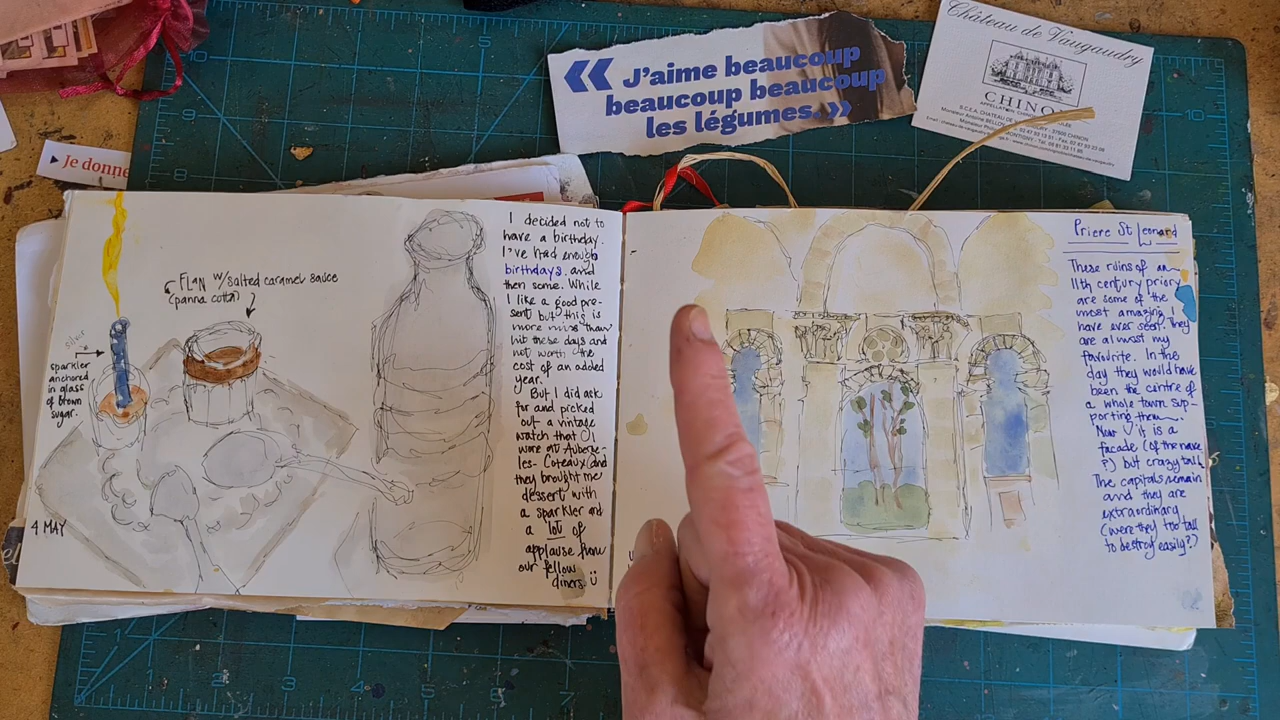 « J'aime beaucoup
beaucoup beaucoup
les légumes. »
Château de Vaugaudry
CHINON
Je donne
FLAN W/salted caramel sauce
(panna cotta)
silver
sparkler
anchored
in glass
of brown
sugar.
4 MAY
I decided not to
have a birthday.
I've had enough
birthdays. and
then some. While
I like a good pre-
sent but this is
more miss than
hit these days and
not worth the
cost of an added
year.
But I did ask
for and picked
out a vintage
watch that I
wore at Auberge
les Coteaux (and
they brought me
dessert with
a sparkler and
a lot of
applause from
our fellow
diners. ü
Priere St Leonard
These ruins of an
11th century priory
are some of the
most amazing I
have ever seen. They
are almost my
favourite. In the
day they would have
been the centre of
a whole town sup-
porting them.
Now it is a
facade (of the nave
?) but crazy tall.
The capitals remain
and they are
extraordinary
(were they too tall
to destroy easily?)